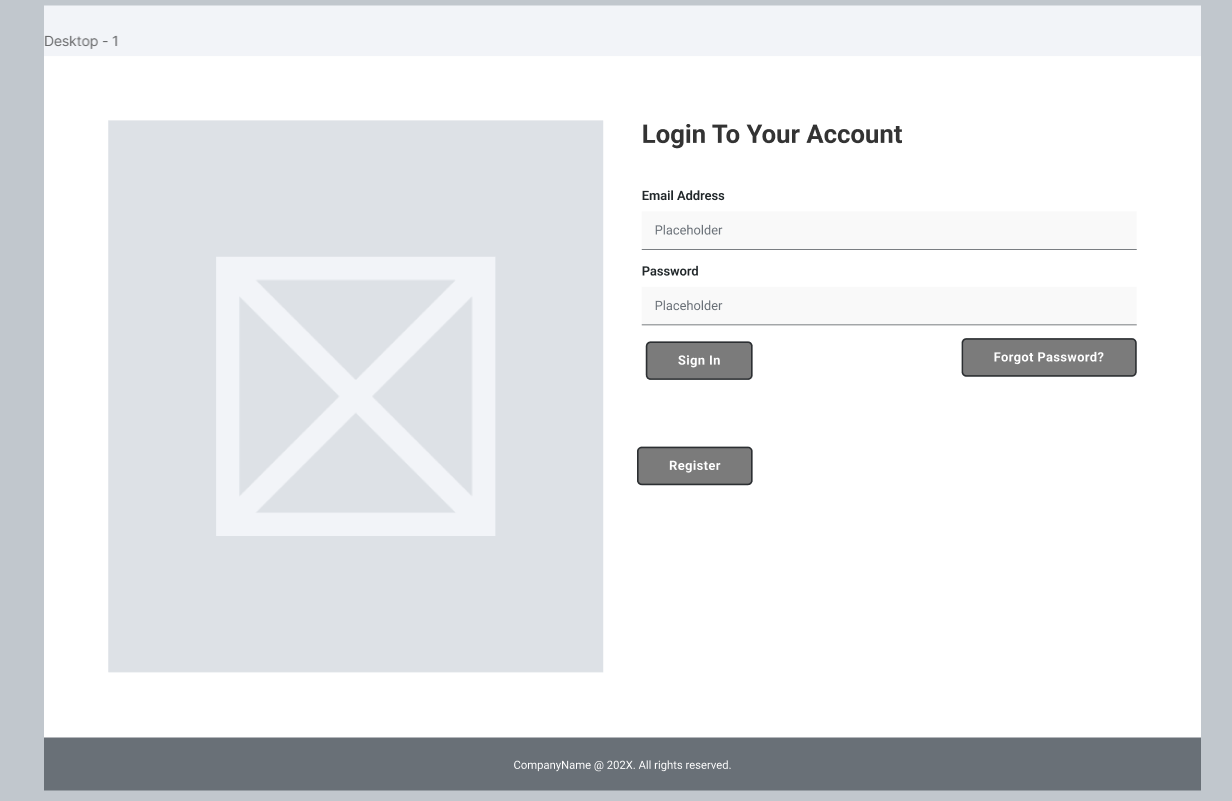 Desktop - 1
Login To Your Account
Email Address
Placeholder
Password
Placeholder
Sign In
Forgot Password?
Register
CompanyName @ 202X. All rights reserved.